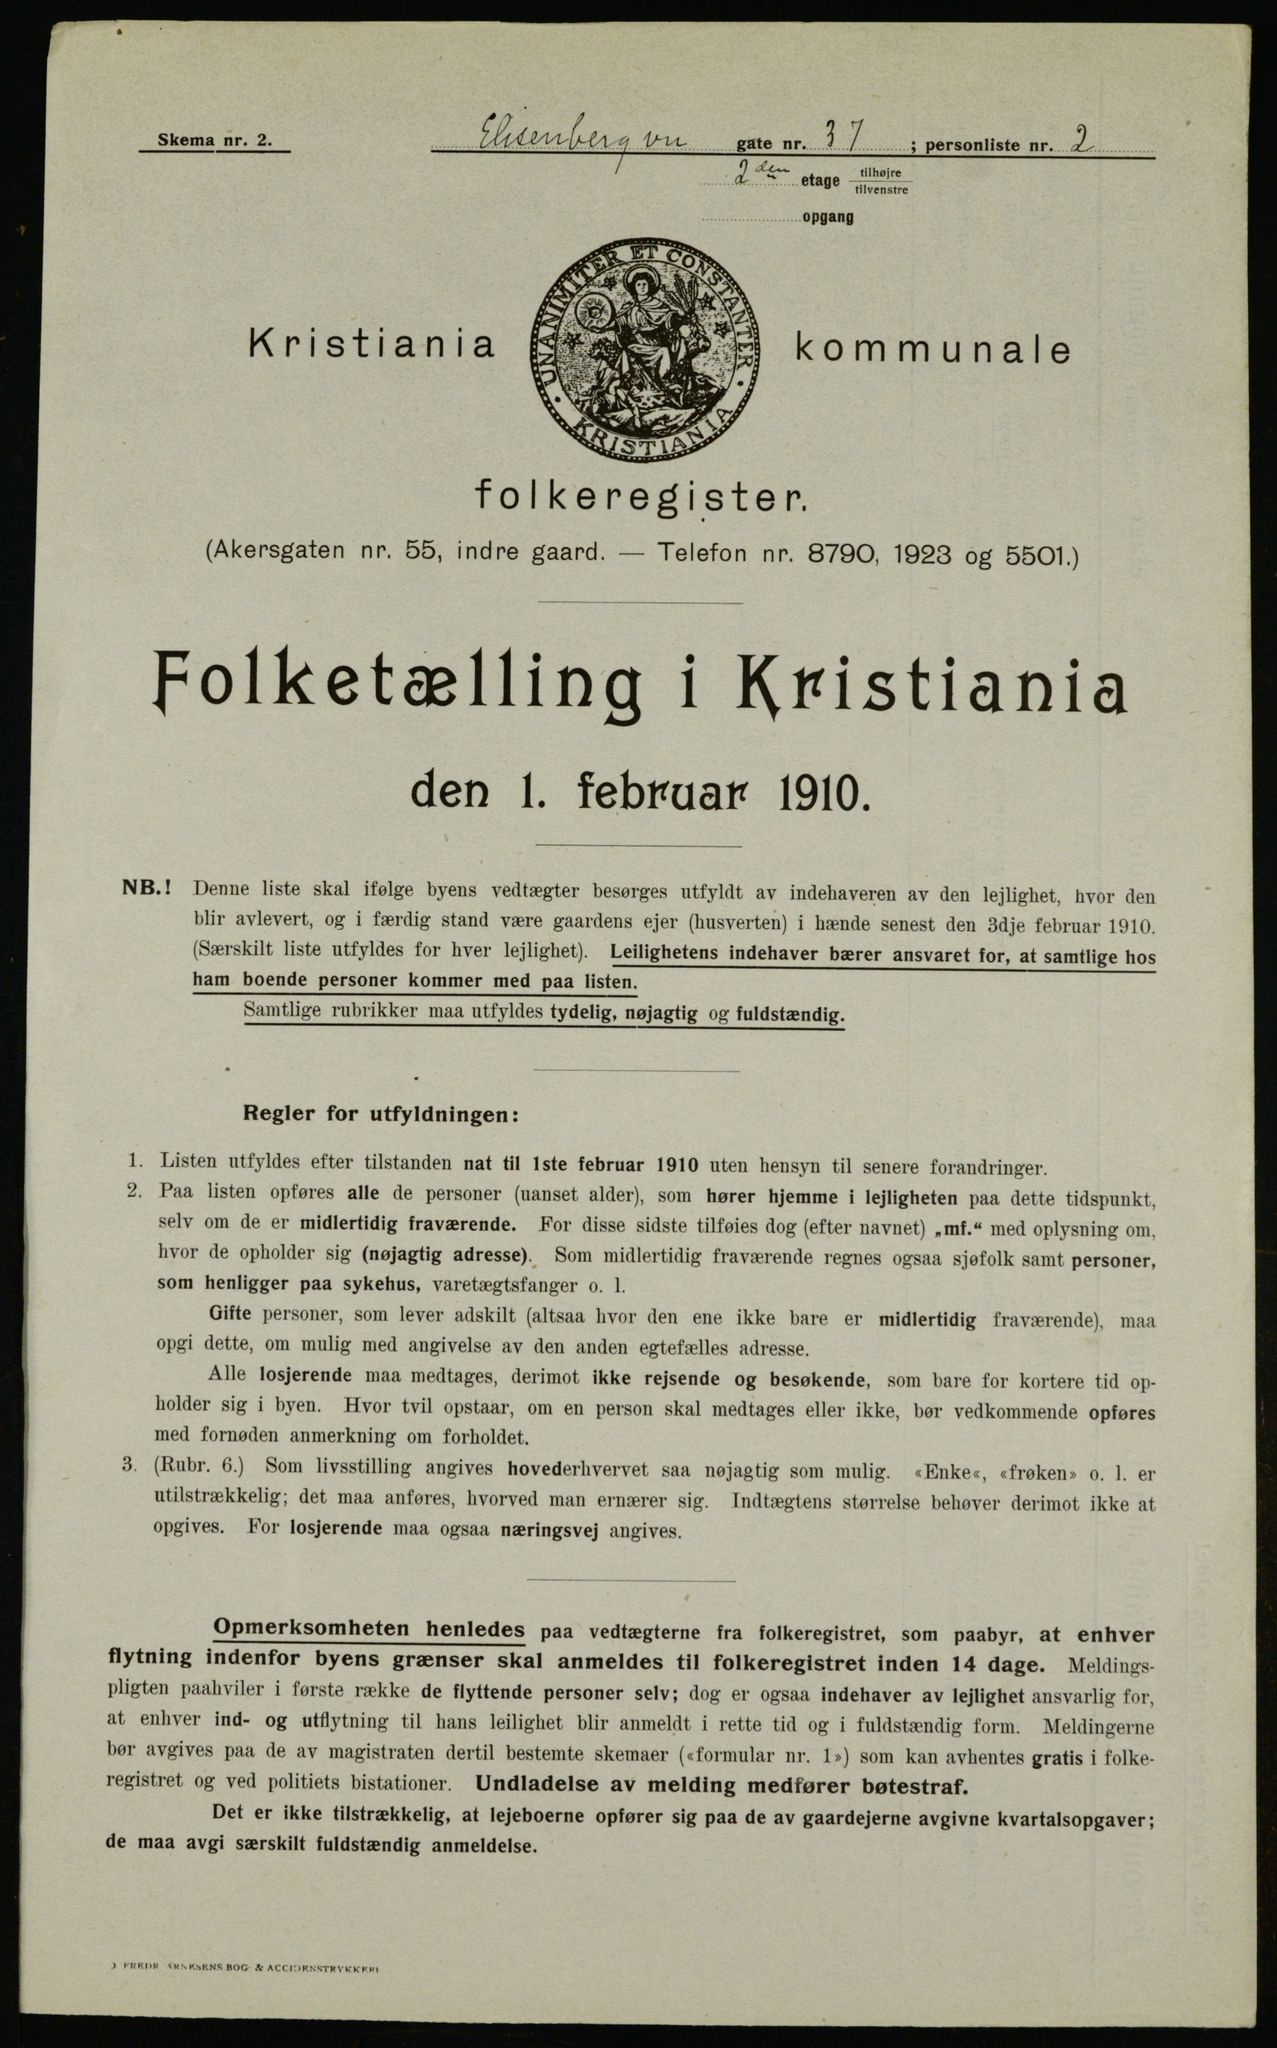 Skema nr. 2.
Elisenberg vn gate nr. 37 ; personliste nr. 2
2den etage tilhøjre
tilvenstre
opgang
UNANIMITER ET CONSTANTER
KRISTIANIA
Kristiania kommunale
folkeregister.
(Akersgaten nr. 55, indre gaard. — Telefon nr. 8790, 1923 og 5501.)
Folketælling i Kristiania
den 1. februar 1910.
NB.! Denne liste skal ifølge byens vedtægter besørges utfyldt av indehaveren av den lejlighet, hvor den
blir avlevert, og i færdig stand være gaardens ejer (husverten) i hænde senest den 3dje februar 1910.
(Særskilt liste utfyldes for hver lejlighet). Leilighetens indehaver bærer ansvaret for, at samtlige hos
ham boende personer kommer med paa listen.
Samtlige rubrikker maa utfyldes tydelig, nøjagtig og fuldstændig.
Regler for utfyldningen:
1. Listen utfyldes efter tilstanden nat til 1ste februar 1910 uten hensyn til senere forandringer.
2. Paa listen opføres alle de personer (uanset alder), som hører hjemme i lejligheten paa dette tidspunkt,
selv om de er midlertidig fraværende. For disse sidste tilføies dog (efter navnet) „mf.“ med oplysning om,
hvor de opholder sig (nøjagtig adresse). Som midlertidig fraværende regnes ogsaa sjøfolk samt personer,
som henligger paa sykehus, varetægtsfanger o. l.
Gifte personer, som lever adskilt (altsaa hvor den ene ikke bare er midlertidig fraværende), maa
opgi dette, om mulig med angivelse av den anden egtefælles adresse.
Alle losjerende maa medtages, derimot ikke rejsende og besøkende, som bare for kortere tid op-
holder sig i byen. Hvor tvil opstaar, om en person skal medtages eller ikke, bør vedkommende opføres
med fornøden anmerkning om forholdet.
3. (Rubr. 6.) Som livsstilling angives hovederhvervet saa nøjagtig som mulig. «Enke«, «frøken» o. l. er
utilstrækkelig; det maa anføres, hvorved man ernærer sig. Indtægtens størrelse behøver derimot ikke at
opgives. For losjerende maa ogsaa næringsvej angives.
Opmerksomheten henledes paa vedtægterne fra folkeregistret, som paabyr, at enhver
flytning indenfor byens grænser skal anmeldes til folkeregistret inden 14 dage. Meldings-
pligten paahviler i første række de flyttende personer selv; dog er ogsaa indehaver av lejlighet ansvarlig for,
at enhver ind- og utflytning til hans leilighet blir anmeldt i rette tid og i fuldstændig form. Meldingerne
bør avgives paa de av magistraten dertil bestemte skemaer («formular nr. 1») som kan avhentes gratis i folke-
registret og ved politiets bistationer. Undladelse av melding medfører bøtestraf.
Det er ikke tilstrækkelig, at lejeboerne opfører sig paa de av gaardejerne avgivne kvartalsopgaver;
de maa avgi særskilt fuldstændig anmeldelse.
FREDR ARNESENS BOG- & ACCIDENSTRYKKERI